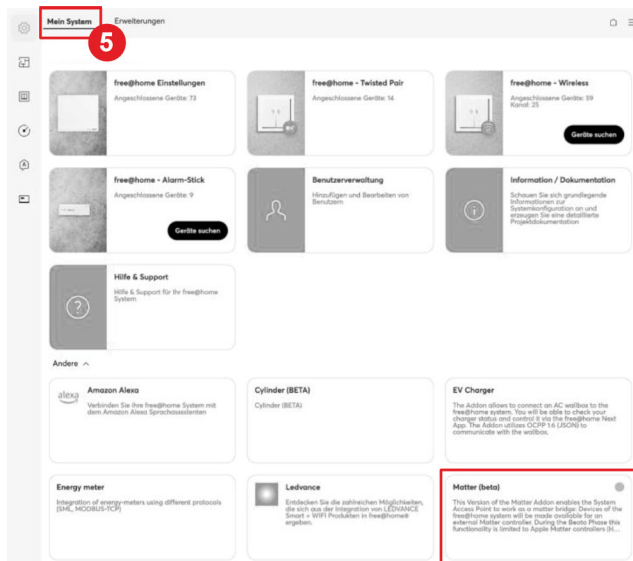 Mein System
Erweiterungen
5
free@home Einstellungen
Angeschlossene Geräte: 73
free@home - Twisted Pair
Angeschlossene Geräte: 14
free@home - Wireless
Angeschlossene Geräte: 59
Kanal: 25
Geräte suchen
free@home - Alarm-Stick
Angeschlossene Geräte: 9
Geräte suchen
Benutzerverwaltung
Hinzufügen und Bearbeiten von
Benutzern
Information / Dokumentation
Schauen Sie sich grundlegende
Informationen zur
Systemkonfiguration an und
erzeugen Sie eine detaillierte
Projektdokumentation
Hilfe & Support
Hilfe & Support für Ihr free@home
System
Andere
alexa
Amazon Alexa
Verbinden Sie Ihre free@home System mit
dem Amazon Alexa Sprachassistenten
Cylinder (BETA)
Cylinder (BETA)
EV Charger
The Addon allows to connect an AC wallbox to the
free@home system. You will be able to check your
charger status and control it via the free@home Next
App. The Addon utilizes OCPP 1.6 (JSON) to
communicate with the wallbox.
Energy meter
Integration of energy-meters using different protocols
(SML, MODBUS-TCP)
Ledvance
Entdecken Sie die zahlreichen Möglichkeiten,
die sich aus der Integration von LEDVANCE
Smart + WIFI Produkten in free@home®
ergeben.
Matter (beta)
This Version of the Matter Addon enables the System
Access Point to work as a matter bridge: Devices of the
free@home system will be made available for an
external Matter controller. During the Beata Phase this
functionality is limited to Apple Matter controllers (H...